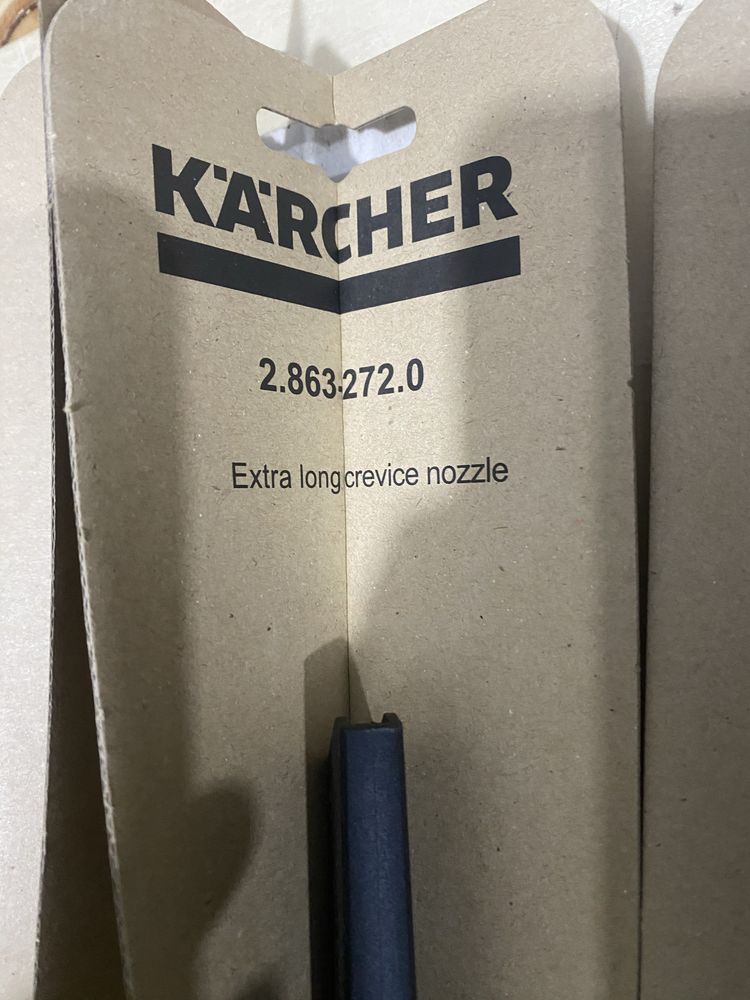 KÄRCHER
2.863-272.0
Extra long crevice nozzle